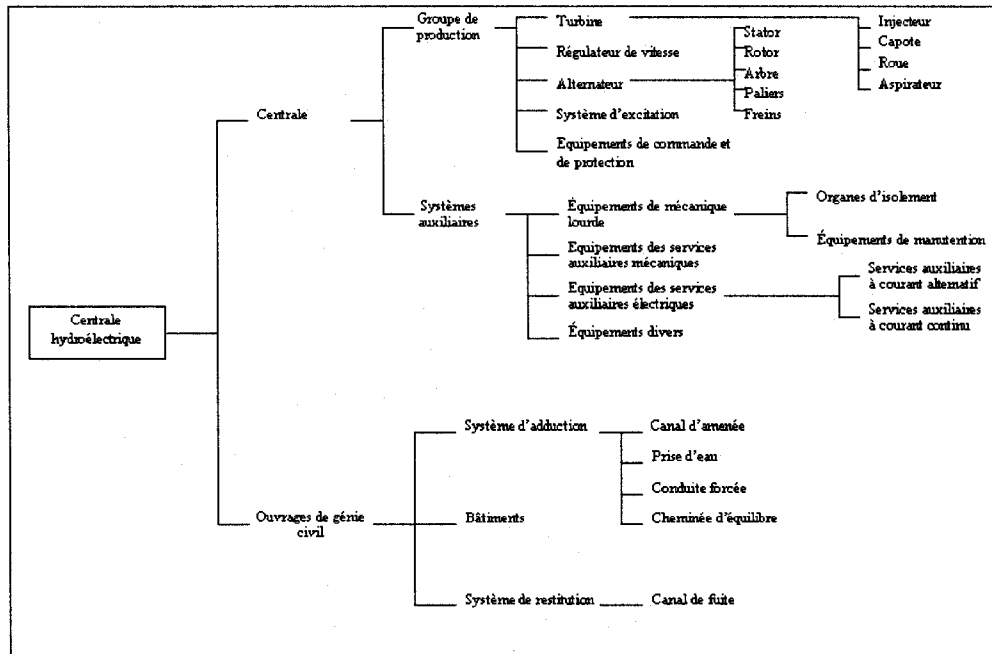 Groupe de
production
Turbine
Injecteur
Capote
Roue
Aspirateur
Régulateur de vitesse
Alternateur
Stator
Rotor
Arbre
Paliers
Freins
Système d'excitation
Equipements de commande et
de protection
Centrale
Systèmes
auxiliaires
Équipements de mécanique
lourde
Organes d'isolement
Équipements de manutention
Equipements des services
auxiliaires mécaniques
Equipements des services
auxiliaires électriques
Services auxiliaires
à courant alternatif
Services auxiliaires
à courant continu
Équipements divers
Centrale
hydroélectrique
Système d'adduction
Canal d'amenée
Prise d'eau
Conduite forcée
Cheminée d'équilibre
Ouvrages de génie
civil
Bâtiments
Système de restitution
Canal de fuite